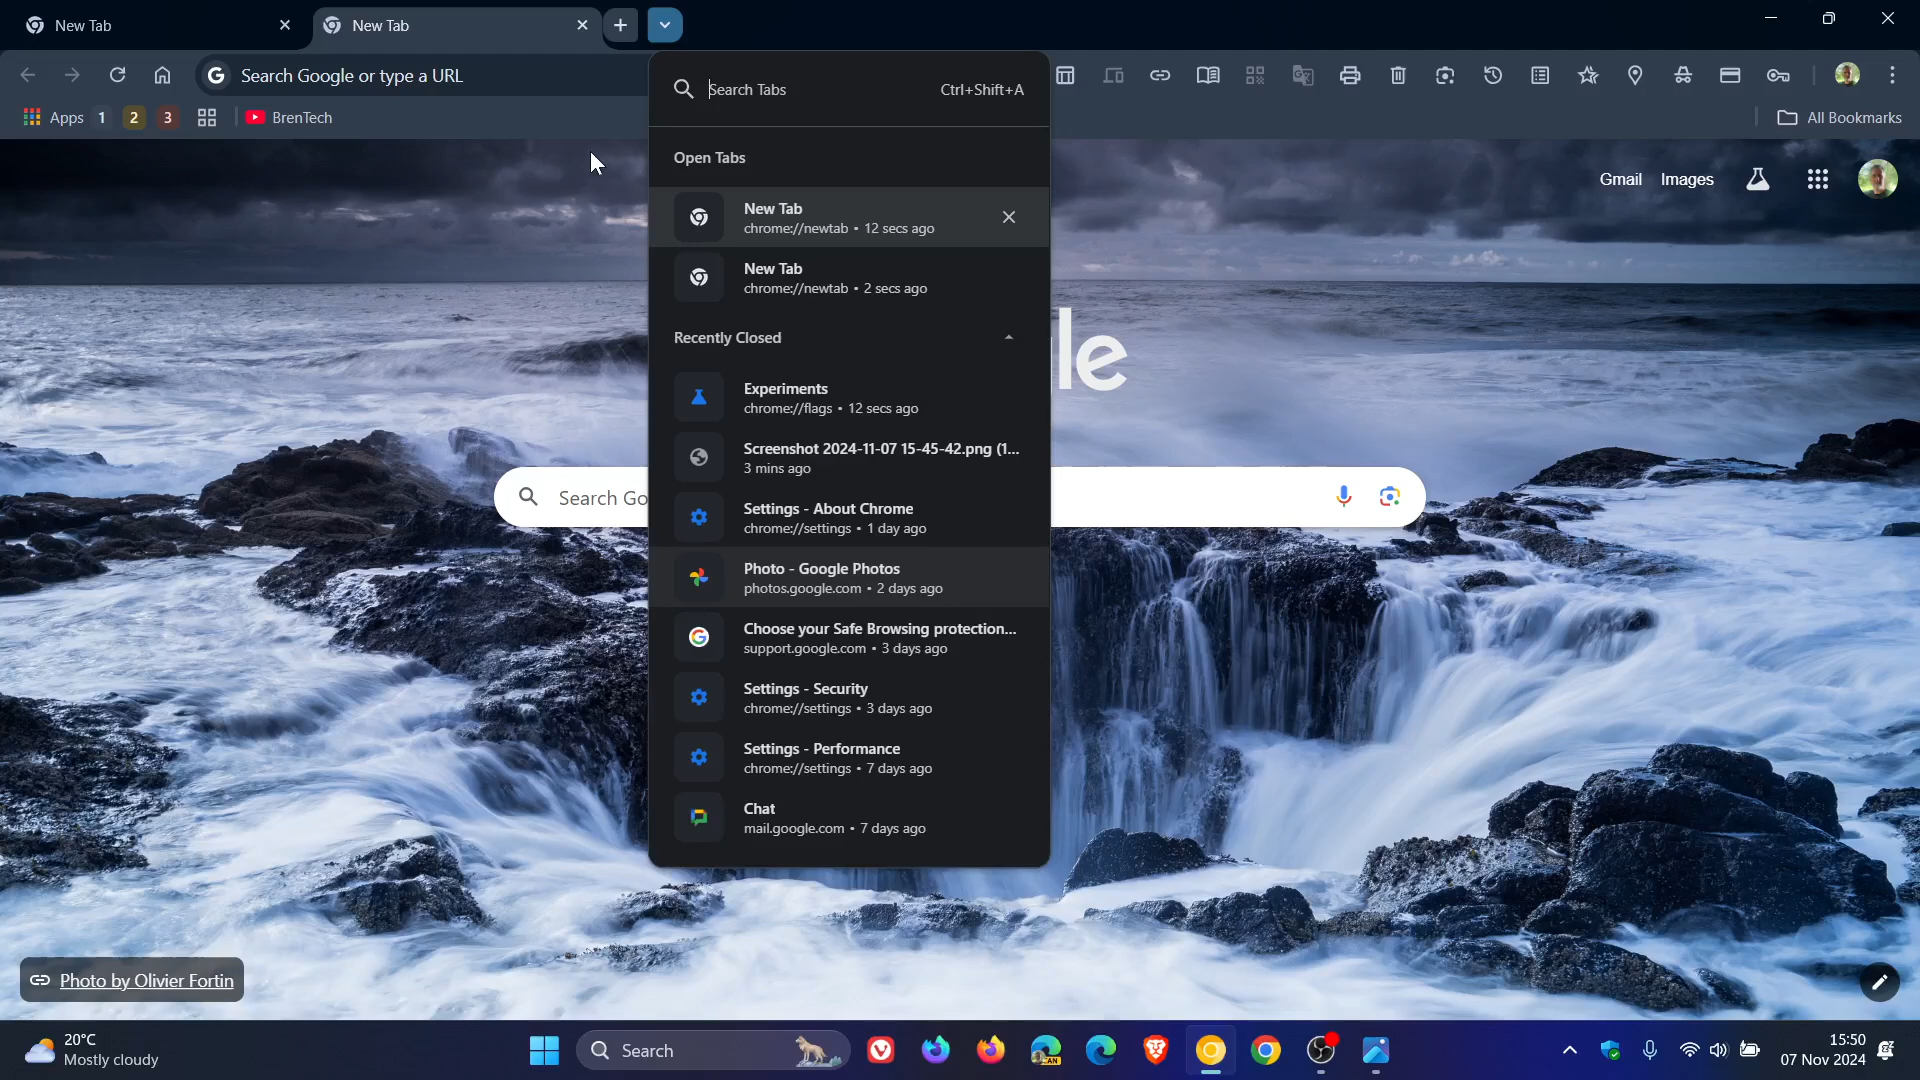 New Tab
New Tab
Search Google or type a URL
Apps 1 2 3
BrenTech
All Bookmarks
Search Tabs
Ctrl+Shift+A
Open Tabs
New Tab
chrome://newtab • 12 secs ago
New Tab
chrome://newtab • 2 secs ago
Recently Closed
Experiments
chrome://flags • 12 secs ago
Screenshot 2024-11-07 15-45-42.png (1...
3 mins ago
Settings - About Chrome
chrome://settings • 1 day ago
Photo - Google Photos
photos.google.com • 2 days ago
Choose your Safe Browsing protection...
support.google.com • 3 days ago
Settings - Security
chrome://settings • 3 days ago
Settings - Performance
chrome://settings • 7 days ago
Chat
mail.google.com • 7 days ago
Gmail
Images
le
Search Go
Photo by Olivier Fortin
20°C
Mostly cloudy
Search
CAN
15:50
07 Nov 2024